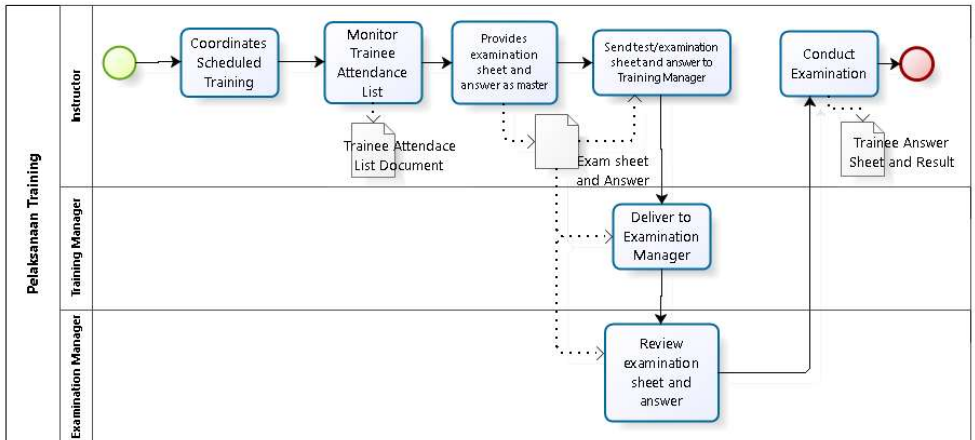 Pelaksanaan Training
Instructor
Coordinates
Scheduled
Training
Monitor
Trainee
Attendance
List
Provides
examination
sheet and
answer as master
Send test/examination
sheet and answer to
Training Manager
Conduct
Examination
Trainee Attendace
List Document
Exam sheet
and Answer
Trainee Answer
Sheet and Result
Training Manager
Deliver to
Examination
Manager
Examination Manager
Review
examination
sheet and
answer